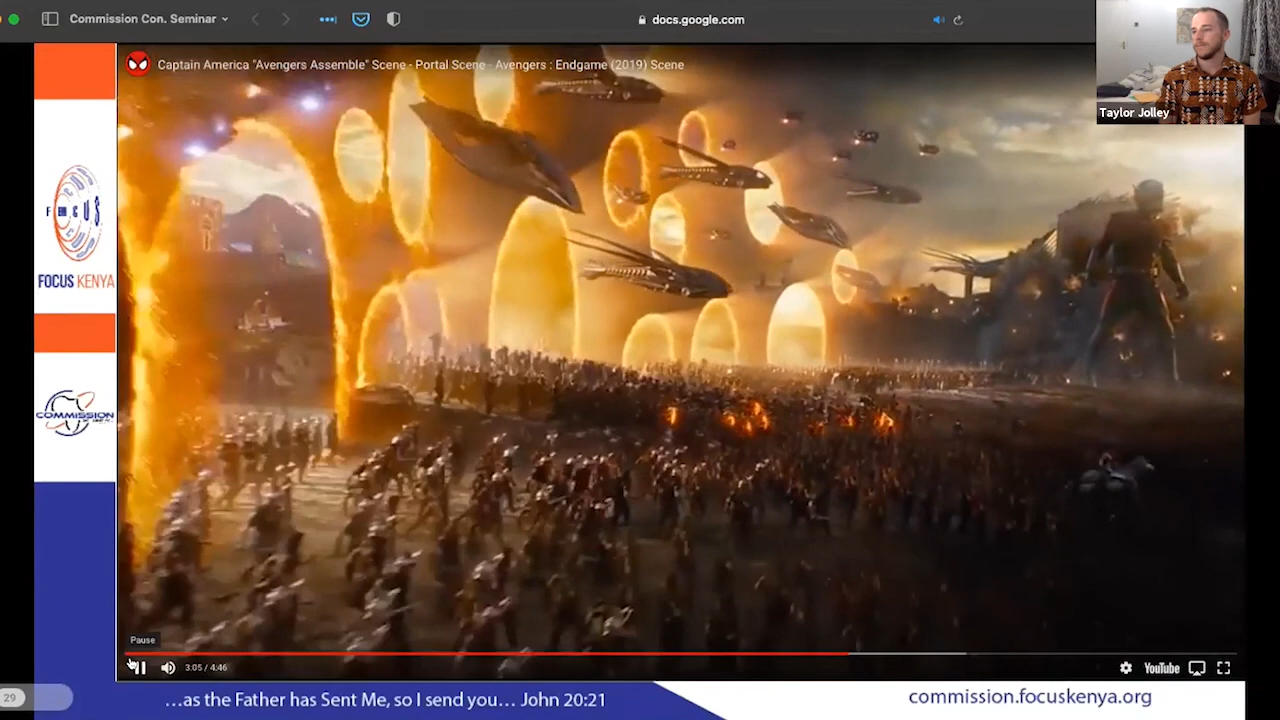 Commission Con. Seminar
docs.google.com
Captain America "Avengers Assemble" Scene - Portal Scene - Avengers : Endgame (2019) Scene
Taylor Jolley
FOCUS
FOCUS KENYA
COMMISSION
Pause
3:05 / 4:46
YouTube
29
…as the Father has Sent Me, so I send you… John 20:21
commission.focuskenya.org